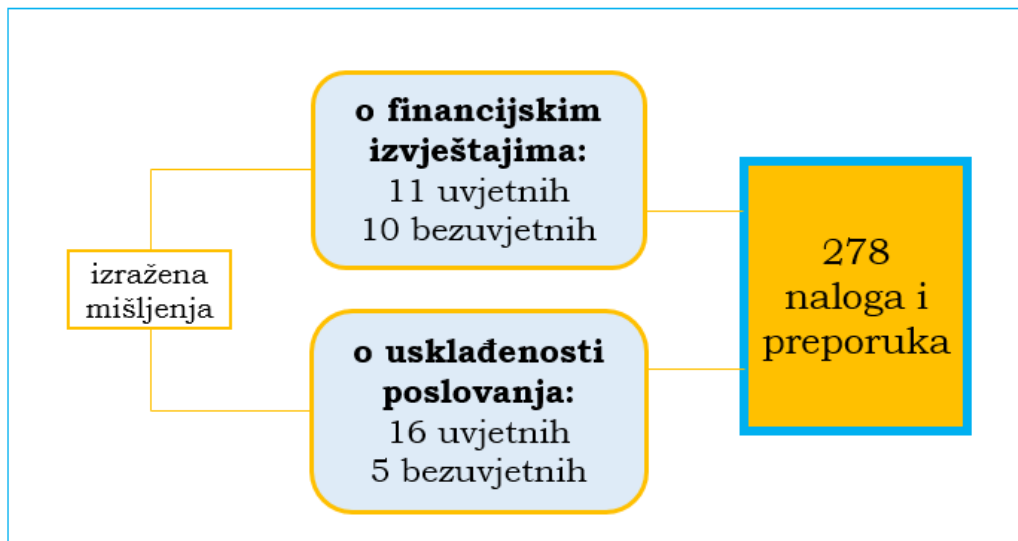 izražena
mišljenja
o financijskim
izvještajima:
11 uvjetnih
10 bezuvjetnih
o usklađenosti
poslovanja:
16 uvjetnih
5 bezuvjetnih
278
naloga i
preporuka